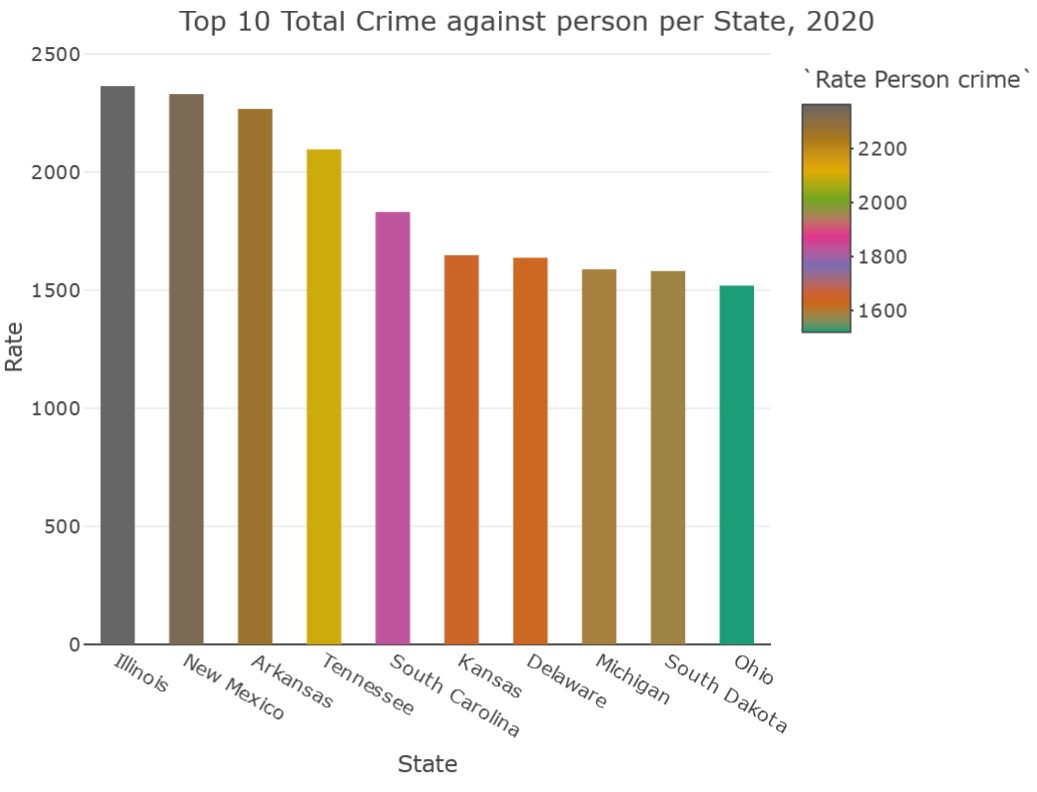 Top 10 Total Crime against person per State, 2020
2500
2000
1500
1000
500
0
Rate
Illinois
New Mexico
Arkansas
Tennessee
South Carolina
Kansas
Delaware
Michigan
South Dakota
Ohio
State
`Rate Person crime`
2200
2000
1800
1600